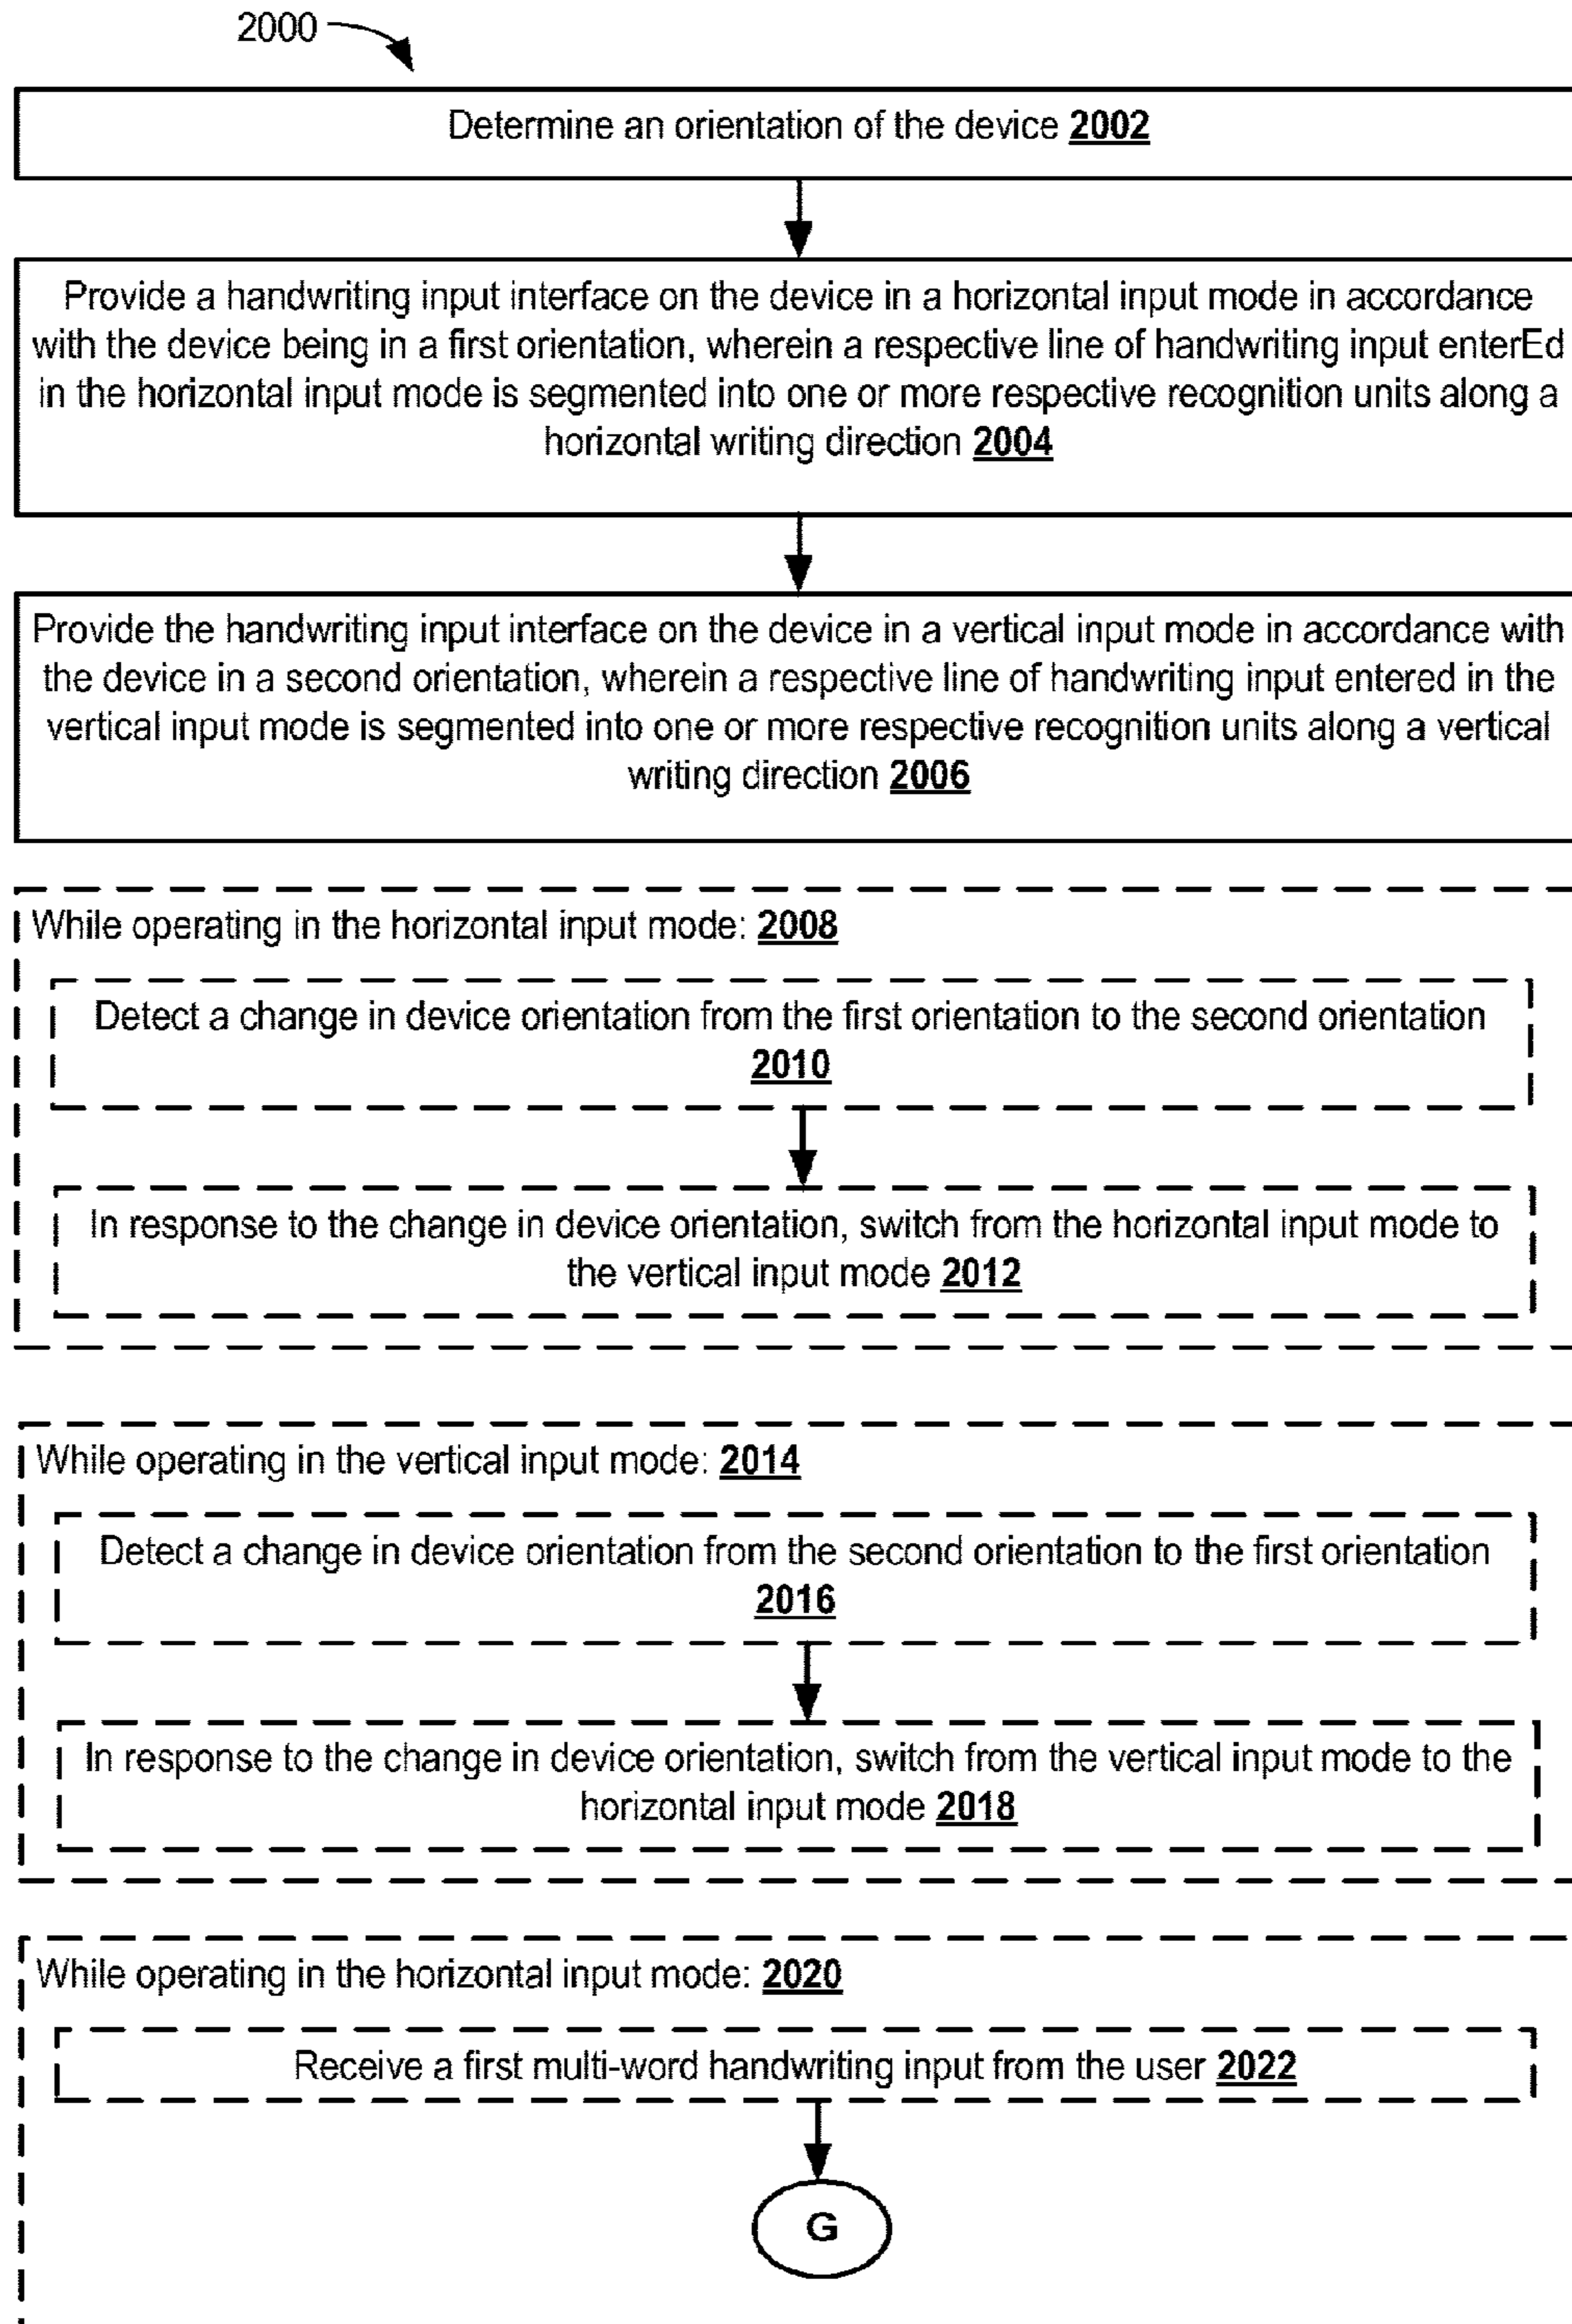 2000
Determine an orientation of the device 2002
Provide a handwriting input interface on the device in a horizontal input mode in accordance
with the device being in a first orientation, wherein a respective line of handwriting input enterEd
in the horizontal input mode is segmented into one or more respective recognition units along a
horizontal writing direction 2004
Provide the handwriting input interface on the device in a vertical input mode in accordance with
the device in a second orientation, wherein a respective line of handwriting input entered in the
vertical input mode is segmented into one or more respective recognition units along a vertical
writing direction 2006
While operating in the horizontal input mode: 2008
Detect a change in device orientation from the first orientation to the second orientation
2010
In response to the change in device orientation, switch from the horizontal input mode to
the vertical input mode 2012
While operating in the vertical input mode: 2014
Detect a change in device orientation from the second orientation to the first orientation
2016
In response to the change in device orientation, switch from the vertical input mode to the
horizontal input mode 2018
While operating in the horizontal input mode: 2020
Receive a first multi-word handwriting input from the user 2022
G